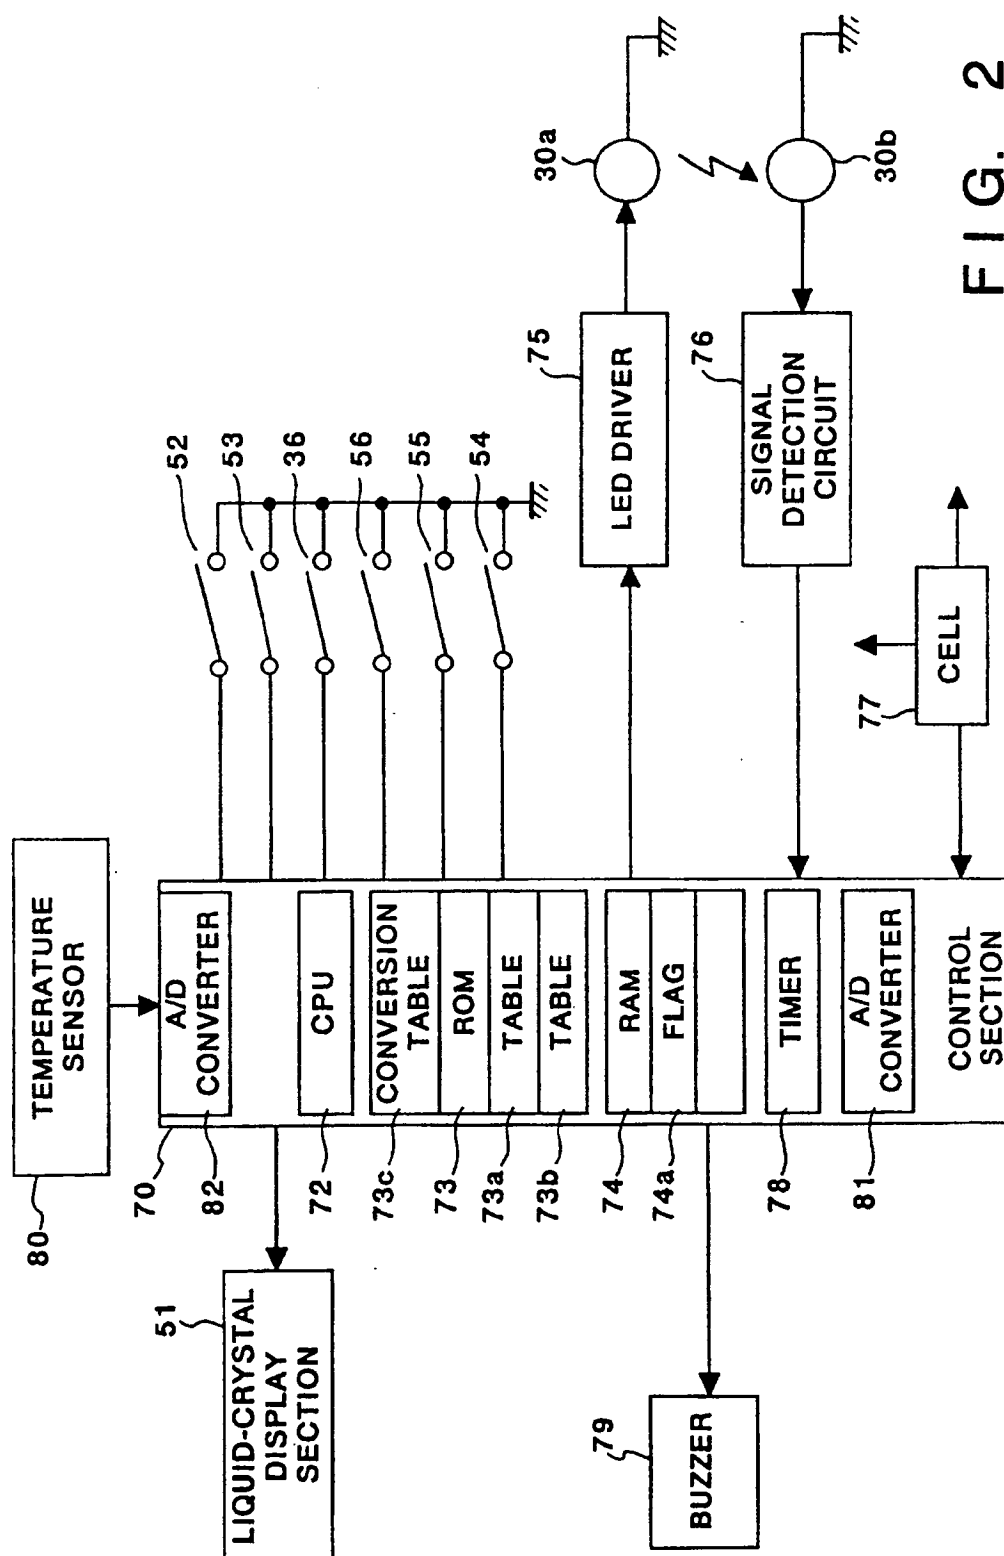 FIG. 2
80
TEMPERATURE
SENSOR
70
82
A/D
CONVERTER
51
LIQUID-CRYSTAL
DISPLAY
SECTION
72
CPU
73c
CONVERSION
TABLE
73
ROM
73a
TABLE
73b
TABLE
74
RAM
74a
FLAG
79
BUZZER
78
TIMER
81
A/D
CONVERTER
CONTROL
SECTION
52
53
36
56
55
54
75
LED DRIVER
30a
76
SIGNAL
DETECTION
CIRCUIT
30b
77
CELL